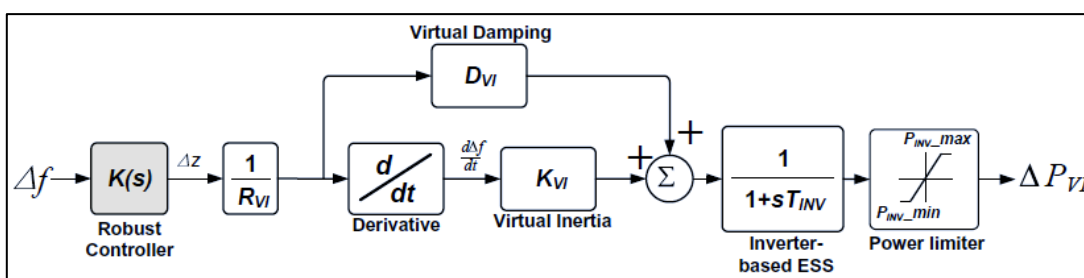 Virtual Damping
D_VI
Δf
K(s)
Δz
1
R_VI
d
dt
dΔf
dt
K_VI
+
+
Σ
1
1+sT_INV
P_INV_max
P_INV_min
ΔP_VI
Robust
Controller
Derivative
Virtual Inertia
Inverter-
based ESS
Power limiter